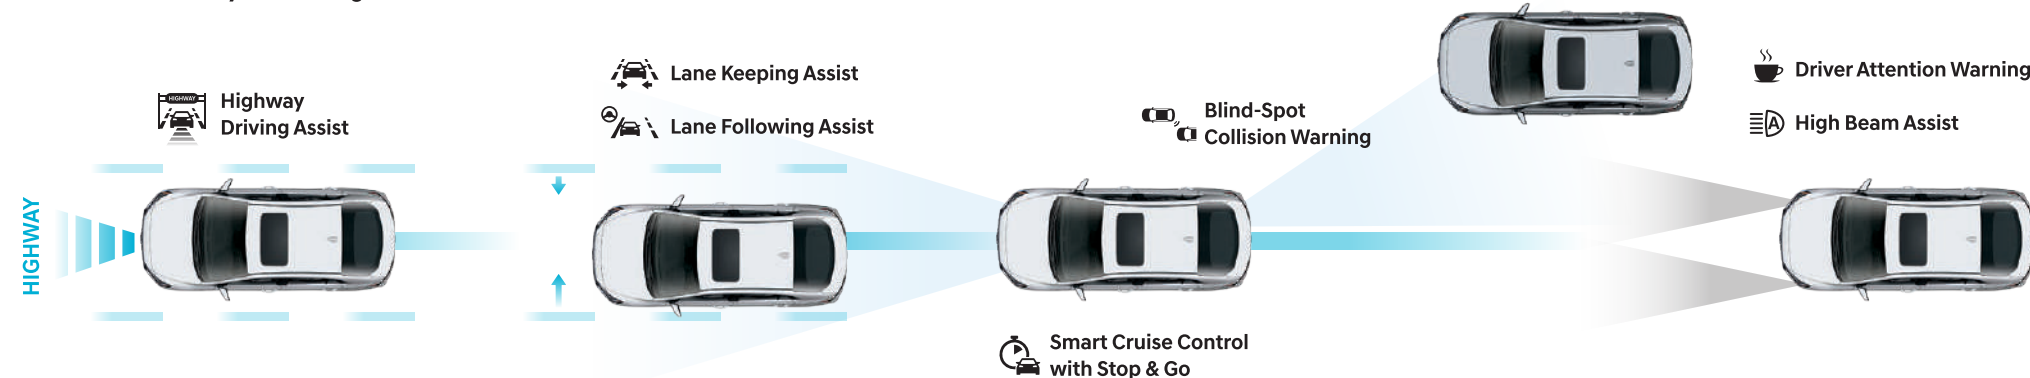 HIGHWAY
HIGHWAY
Highway
Driving Assist
Lane Keeping Assist
Lane Following Assist
Blind-Spot
Collision Warning
Smart Cruise Control
with Stop & Go
Driver Attention Warning
A
High Beam Assist